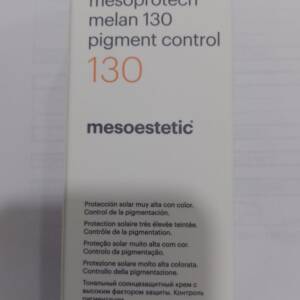 mesoprotech
melan 130
pigment control
130
mesoestetic®
Protección solar muy alta con color.
Control de la pigmentación.
Protection solaire très élevée teintée.
Contrôle de la pigmentation.
Proteção solar muito alta com cor.
Controlo da pigmentação.
Protezione solare molto alta colorata.
Controllo della pigmentazione.
Тональный солнцезащитный крем с
высоким фактором защиты. Контроль
пигментации.